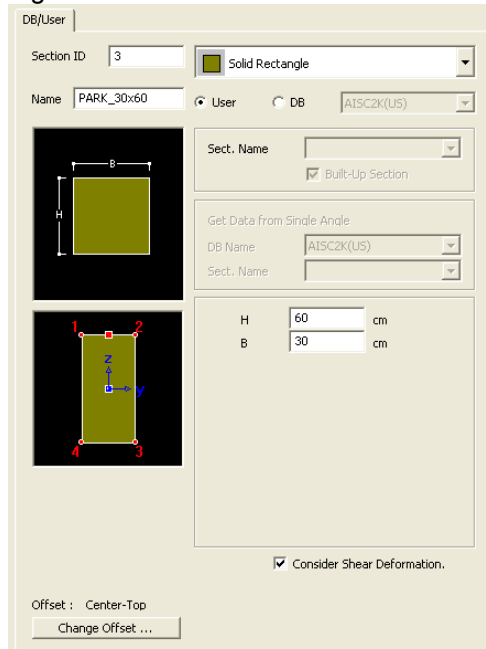 DB/User
Section ID 3 Solid Rectangle
Name PARK_30x60 User DB AISC2K(US)
B
H
Sect. Name
Built-Up Section
Get Data from Single Angle
DB Name AISC2K(US)
Sect. Name
1 2
z
y
4 3
H 60 cm
B 30 cm
Consider Shear Deformation.
Offset : Center-Top
Change Offset ...